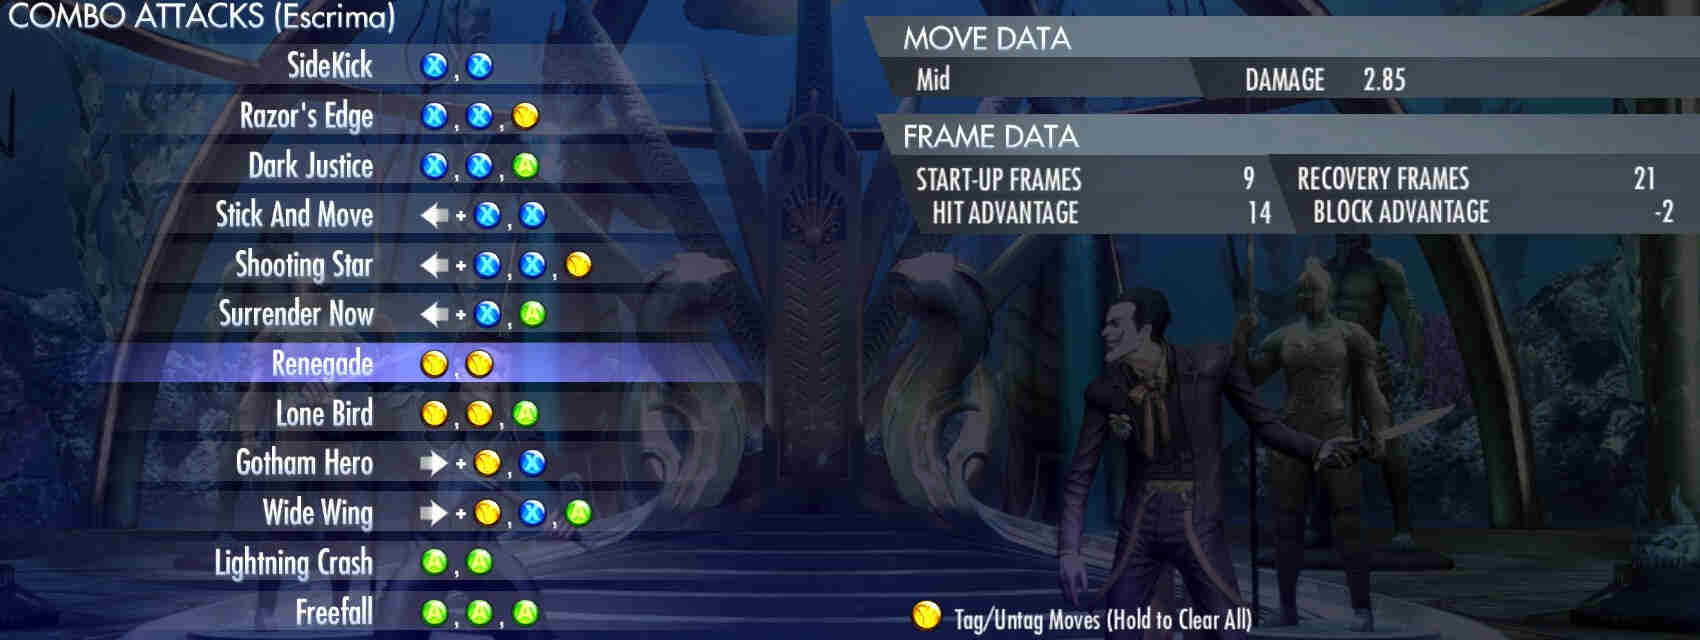 COMBO ATTACKS (Escrima)
SideKick X, X
Razor's Edge X, X, Y
Dark Justice X, X, A
Stick And Move + X, X
Shooting Star + X, X, Y
Surrender Now + X, A
Renegade Y, Y
Lone Bird Y, Y, A
Gotham Hero + Y, X
Wide Wing + Y, X, A
Lightning Crash A, A
Freefall A, A, A
MOVE DATA
Mid DAMAGE 2.85
FRAME DATA
START-UP FRAMES 9 RECOVERY FRAMES 21
HIT ADVANTAGE 14 BLOCK ADVANTAGE -2
Y Tag/Untag Moves (Hold to Clear All)